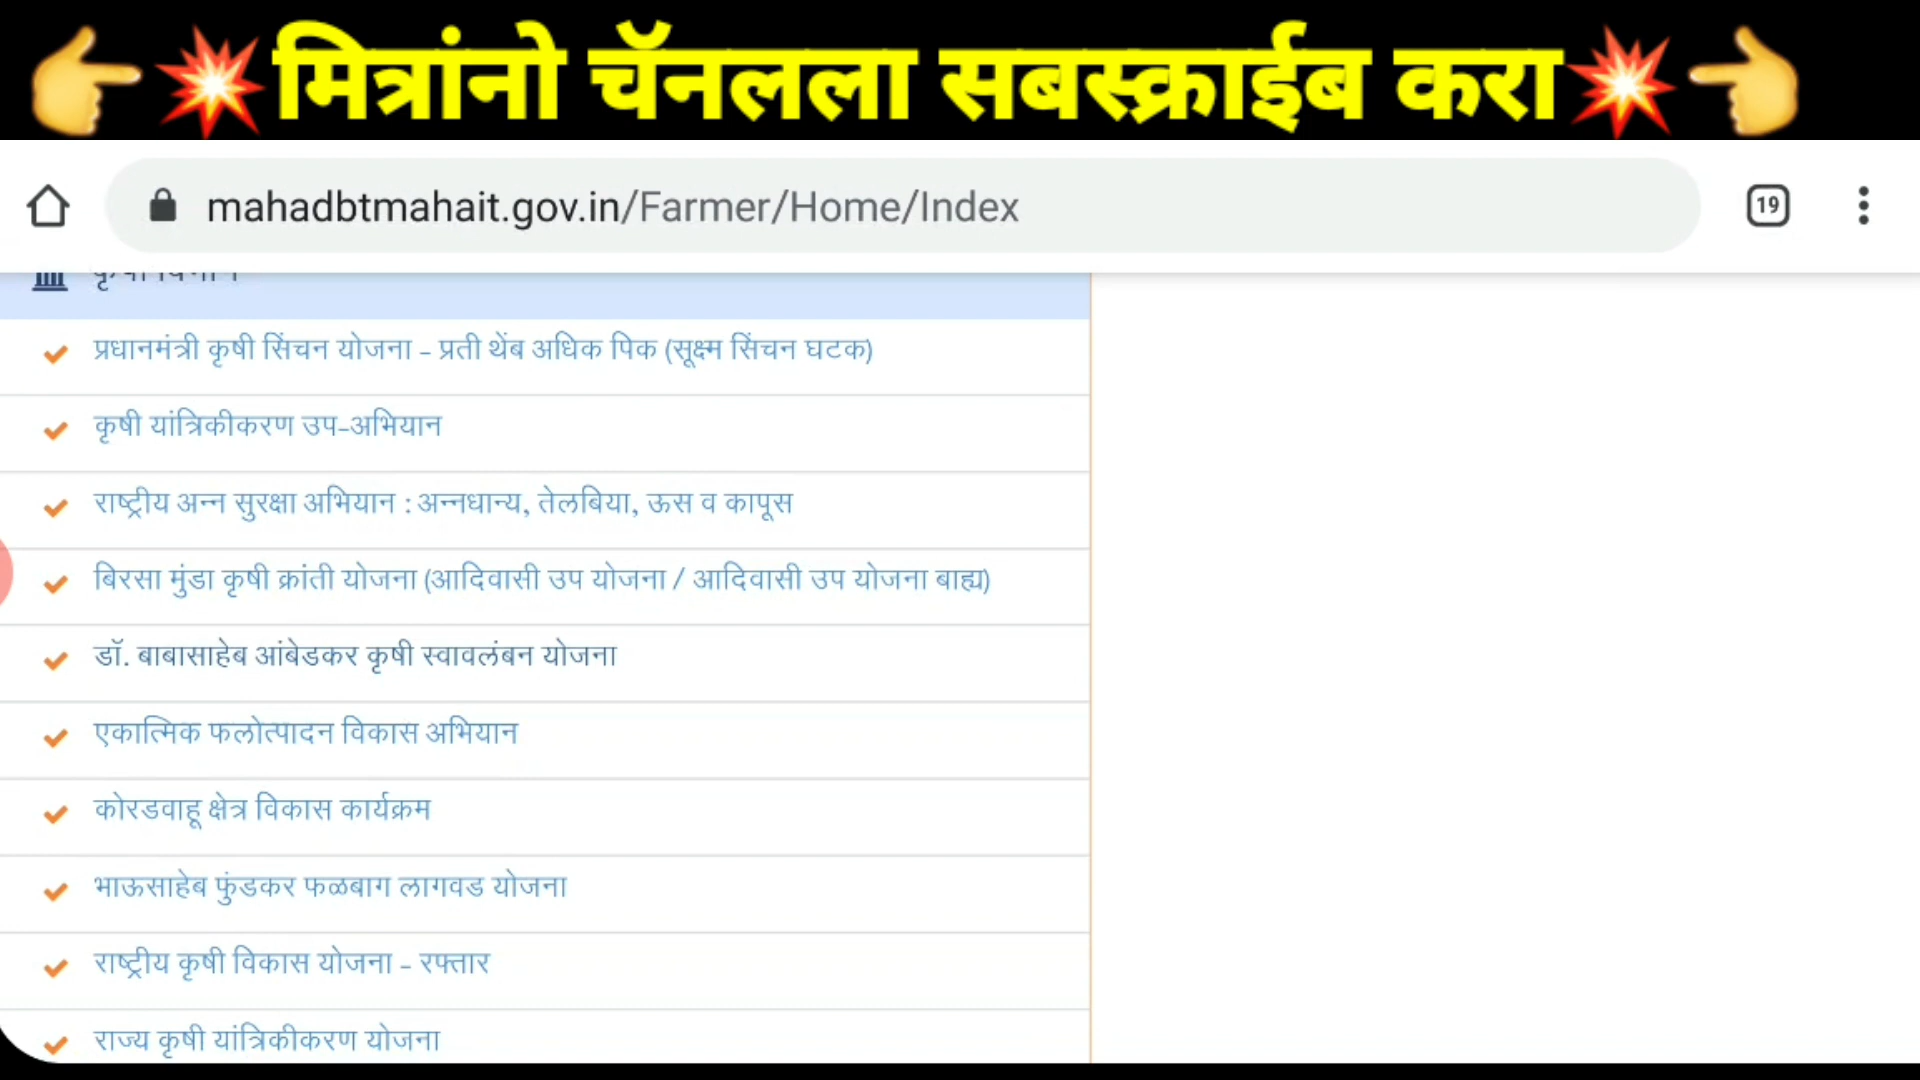 मित्रांनो चॅनलला सबस्क्राईब करा
mahadbtmahait.gov.in/Farmer/Home/Index
19
प्रधानमंत्री कृषी सिंचन योजना - प्रती थेंब अधिक पिक (सूक्ष्म सिंचन घटक)
कृषी यांत्रिकीकरण उप-अभियान
राष्ट्रीय अन्न सुरक्षा अभियान : अन्नधान्य, तेलबिया, ऊस व कापूस
बिरसा मुंडा कृषी क्रांती योजना (आदिवासी उप योजना / आदिवासी उप योजना बाह्य)
डॉ. बाबासाहेब आंबेडकर कृषी स्वावलंबन योजना
एकात्मिक फलोत्पादन विकास अभियान
कोरडवाहू क्षेत्र विकास कार्यक्रम
भाऊसाहेब फुंडकर फळबाग लागवड योजना
राष्ट्रीय कृषी विकास योजना - रफ्तार
राज्य कृषी यांत्रिकीकरण योजना